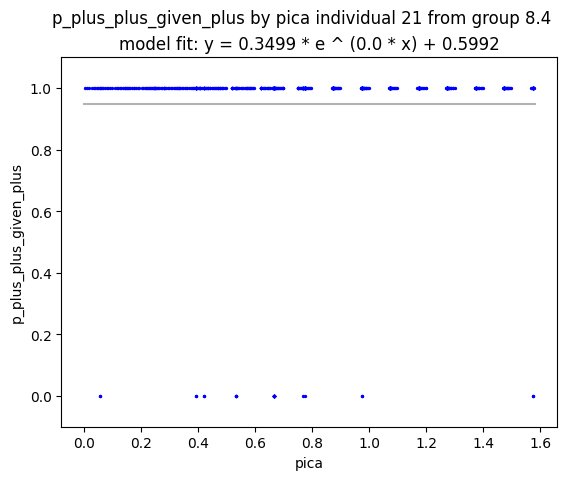 p_plus_plus_given_plus by pica individual 21 from group 8.4
model fit: y = 0.3499 * e ^ (0.0 * x) + 0.5992
1.0
0.8
0.6
0.4
0.2
0.0
p_plus_plus_given_plus
0.0 0.2 0.4 0.6 0.8 1.0 1.2 1.4 1.6
pica